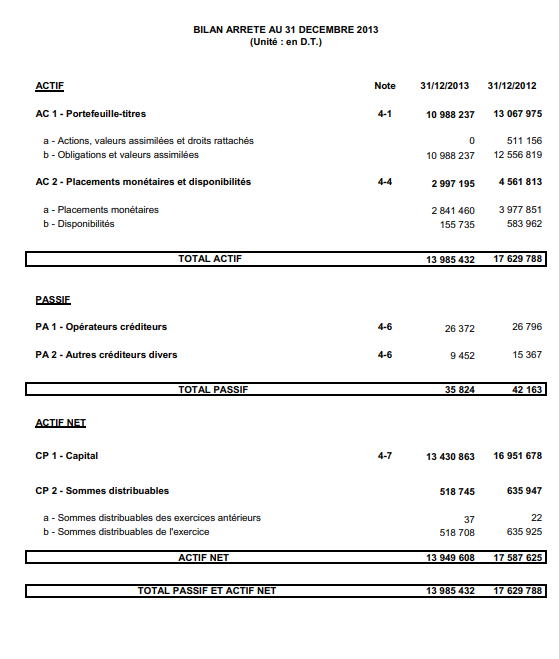 BILAN ARRETE AU 31 DECEMBRE 2013
(Unité : en D.T.)
ACTIF Note 31/12/2013 31/12/2012
AC 1 - Portefeuille-titres 4-1 10 988 237 13 067 975
a - Actions, valeurs assimilées et droits rattachés 0 511 156
b - Obligations et valeurs assimilées 10 988 237 12 556 819
AC 2 - Placements monétaires et disponibilités 4-4 2 997 195 4 561 813
a - Placements monétaires 2 841 460 3 977 851
b - Disponibilités 155 735 583 962
TOTAL ACTIF 13 985 432 17 629 788
PASSIF
PA 1 - Opérateurs créditeurs 4-6 26 372 26 796
PA 2 - Autres créditeurs divers 4-6 9 452 15 367
TOTAL PASSIF 35 824 42 163
ACTIF NET
CP 1 - Capital 4-7 13 430 863 16 951 678
CP 2 - Sommes distribuables 518 745 635 947
a - Sommes distribuables des exercices antérieurs 37 22
b - Sommes distribuables de l'exercice 518 708 635 925
ACTIF NET 13 949 608 17 587 625
TOTAL PASSIF ET ACTIF NET 13 985 432 17 629 788